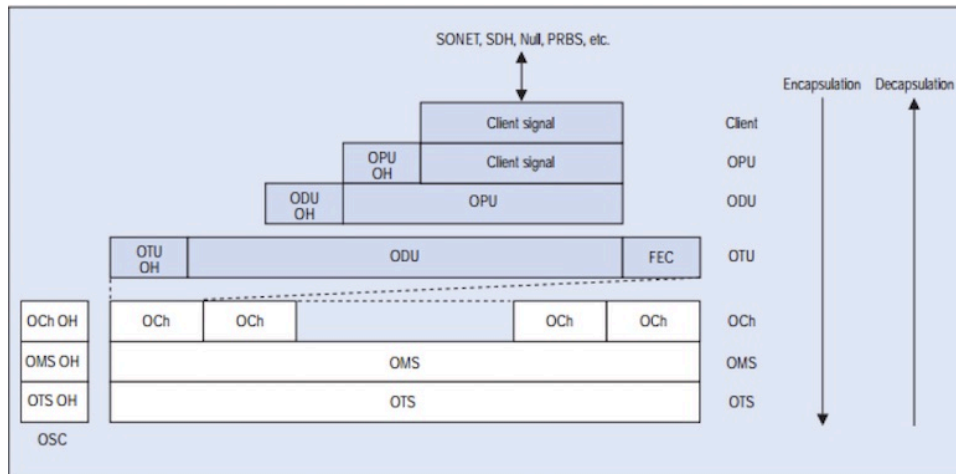 SONET, SDH, Null, PRBS, etc.
Encapsulation Decapsulation
Client signal Client
OPU OH Client signal OPU
ODU OH OPU ODU
OTU OH ODU FEC OTU
OCh OH OCh OCh OCh OCh OCh
OMS OH OMS OMS
OTS OH OTS OTS
OSC